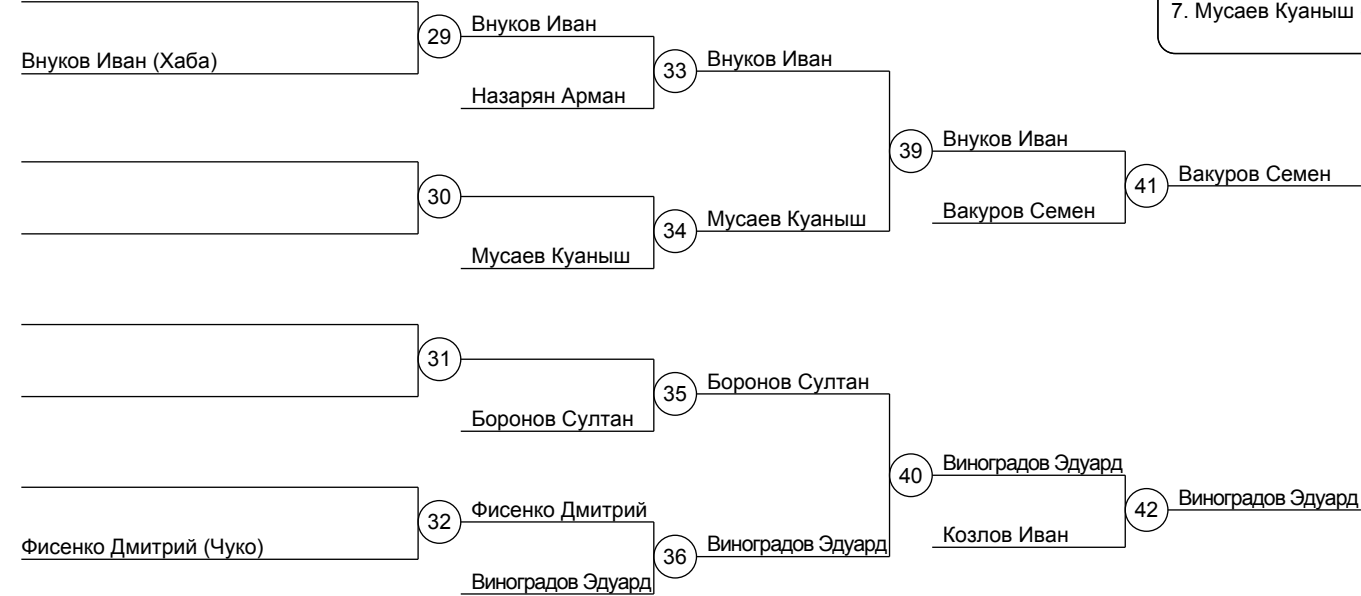 7. Мусаев Куаныш
29
Внуков Иван
Внуков Иван (Хаба)
33
Внуков Иван
Назарян Арман
39
Внуков Иван
30
41
Вакуров Семен
34
Мусаев Куаныш
Вакуров Семен
Мусаев Куаныш
31
35
Боронов Султан
Боронов Султан
40
Виноградов Эдуард
32
Фисенко Дмитрий
42
Виноградов Эдуард
Фисенко Дмитрий (Чуко)
36
Виноградов Эдуард
Козлов Иван
Виноградов Эдуард